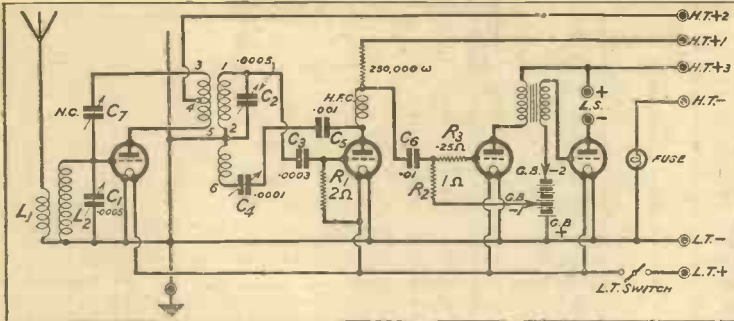 H.T.+2
H.T.+1
H.T.+3
H.T.-
FUSE
L.T.-
L.T.+
L.T. SWITCH
3
4
5
1
2
6
.0005
C2
N.C.
C7
C1
.0005
L1
L2
C4
.0001
C3
.0003
.001
C5
H.F.C.
250,000 ω
R1
2Ω
C6
.01
R3
.25Ω
R2
1Ω
G.B.-2
G.B.
-1
G.B
+
+
L.S.
-